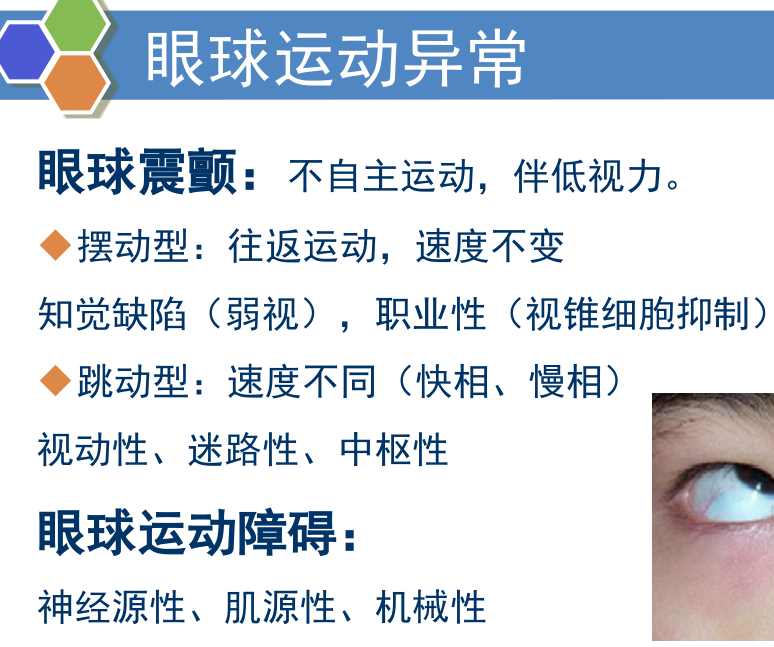 眼球运动异常
眼球震颤：不自主运动，伴低视力。
◆摆动型：往返运动，速度不变
知觉缺陷（弱视），职业性（视锥细胞抑制）
◆跳动型：速度不同（快相、慢相）
视动性、迷路性、中枢性
眼球运动障碍：
神经源性、肌源性、机械性